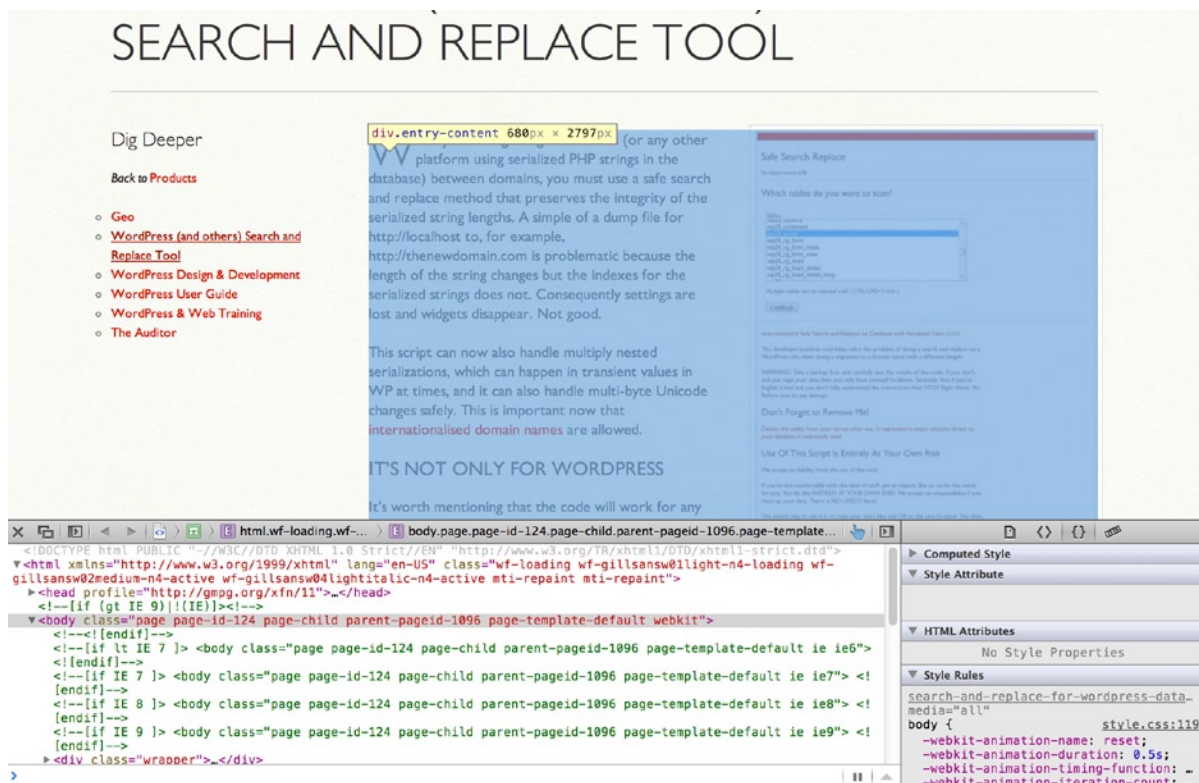 SEARCH AND REPLACE TOOL
Dig Deeper
Back to Products
Geo
WordPress (and others) Search and
Replace Tool
WordPress Design & Development
WordPress User Guide
WordPress & Web Training
The Auditor
div.entry-content 680px × 2797px
(or any other
platform using serialized PHP strings in the
database) between domains, you must use a safe search
and replace method that preserves the integrity of the
serialized string lengths. A simple of a dump file for
http://localhost to, for example,
http://thenewdomain.com is problematic because the
length of the string changes but the indexes for the
serialized strings does not. Consequently settings are
lost and widgets disappear. Not good.
This script can now also handle multiply nested
serializations, which can happen in transient values in
WP at times, and it can also handle multi-byte Unicode
changes safely. This is important now that
internationalised domain names are allowed.
IT'S NOT ONLY FOR WORDPRESS
It's worth mentioning that the code will work for any
Safe Search Replace
Which tables do you want to scan?
Tables
Continue
Don't Forget to Remove Me!
Use Of This Script Is Entirely At Your Own Risk
html.wf-loading.wf-... body.page.page-id-124.page-child.parent-pageid-1096.page-template...
<!DOCTYPE html PUBLIC "-//W3C//DTD XHTML 1.0 Strict//EN" "http://www.w3.org/TR/xhtml1/DTD/xhtml1-strict.dtd">
<html xmlns="http://www.w3.org/1999/xhtml" lang="en-US" class="wf-loading wf-gillsansw01light-n4-loading wf-
gillsansw02medium-n4-active wf-gillsansw04lightitalic-n4-active mti-repaint mti-repaint">
<head profile="http://gmpg.org/xfn/11">…</head>
<!--[if (gt IE 9)|!(IE)]><!-->
<body class="page page-id-124 page-child parent-pageid-1096 page-template-default webkit">
<!--<![endif]-->
<!--[if lt IE 7 ]> <body class="page page-id-124 page-child parent-pageid-1096 page-template-default ie ie6">
<![endif]-->
<!--[if IE 7 ]> <body class="page page-id-124 page-child parent-pageid-1096 page-template-default ie ie7"> <!
[endif]-->
<!--[if IE 8 ]> <body class="page page-id-124 page-child parent-pageid-1096 page-template-default ie ie8"> <!
[endif]-->
<!--[if IE 9 ]> <body class="page page-id-124 page-child parent-pageid-1096 page-template-default ie ie9"> <!
[endif]-->
<div class="wrapper">…</div>
Computed Style
Style Attribute
HTML Attributes
No Style Properties
Style Rules
search-and-replace-for-wordpress-data…
media="all"
body { style.css:119
-webkit-animation-name: reset;
-webkit-animation-duration: 0.5s;
-webkit-animation-timing-function: …
-webkit-animation-iteration-count: